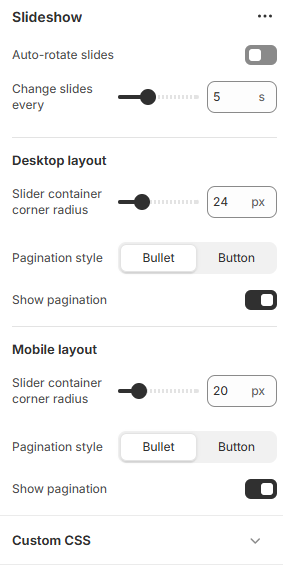 Slideshow
Auto-rotate slides
Change slides
every
5 s
Desktop layout
Slider container
corner radius
24 px
Pagination style
Bullet Button
Show pagination
Mobile layout
Slider container
corner radius
20 px
Pagination style
Bullet Button
Show pagination
Custom CSS